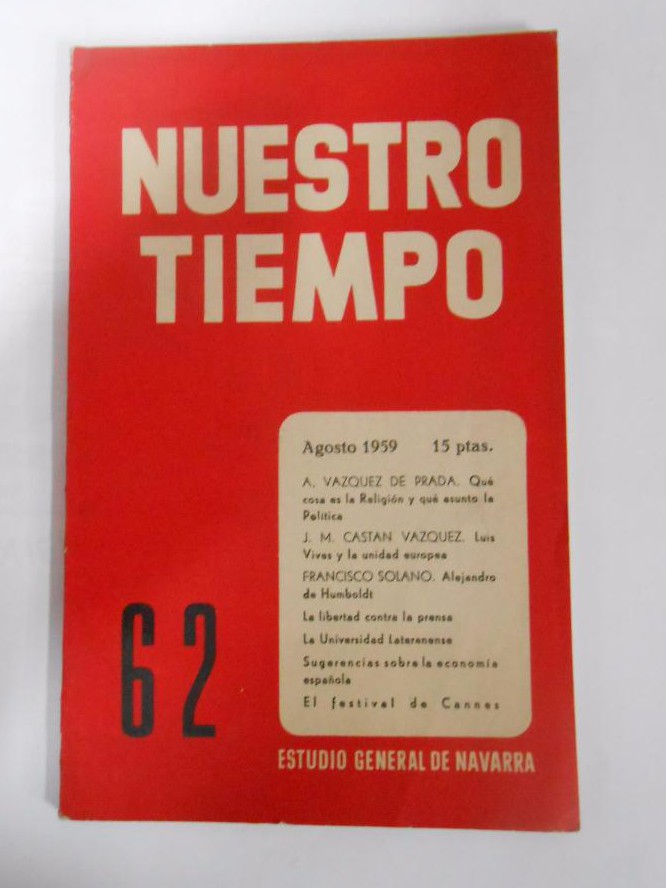 NUESTRO
TIEMPO
Agosto 1959 15 ptas.
A. VAZQUEZ DE PRADA. Qué
cosa es la Religión y qué asunto la
Política
J. M. CASTAN VAZQUEZ. Luis
Vives y la unidad europea
FRANCISCO SOLANO. Alejandro
de Humboldt
La libertad contra la prensa
La Universidad Lateranense
Sugerencias sobre la economía
española
El festival de Cannes
62
ESTUDIO GENERAL DE NAVARRA